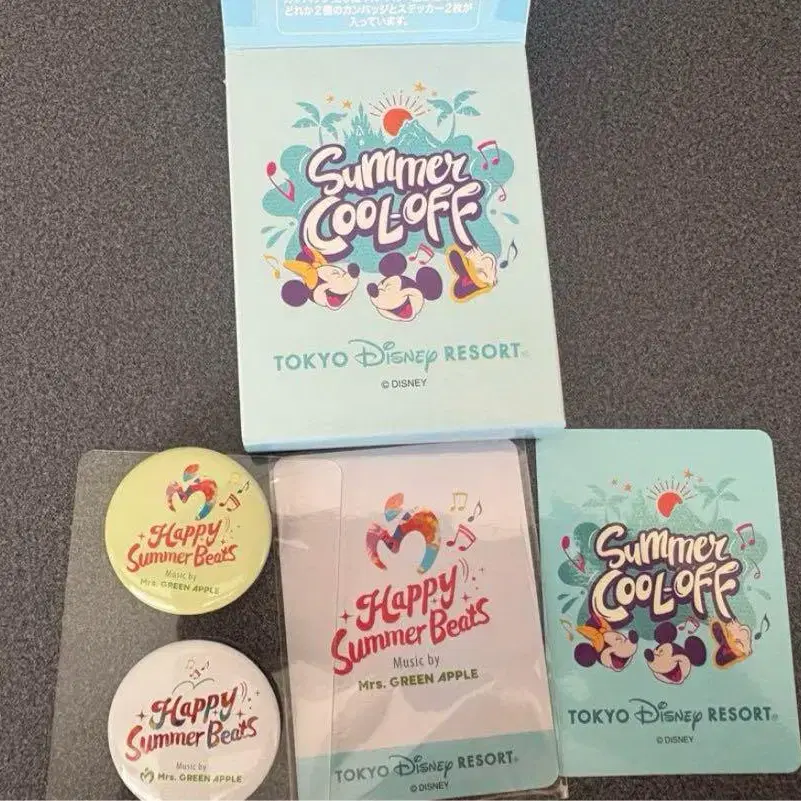 どれか2種のカンバッジとステッカー2枚が
入っています。
Summer
COOL-OFF
TOKYO Disney RESORT®
© DISNEY
Happy
Summer Beats
Music by
Mrs. GREEN APPLE
Happy
Summer Beats
Music by
Mrs. GREEN APPLE
Happy
Summer Beats
Music by
Mrs. GREEN APPLE
TOKYO Disney RESORT®
© DISNEY
Summer
COOL-OFF
TOKYO Disney RESORT®
© DISNEY